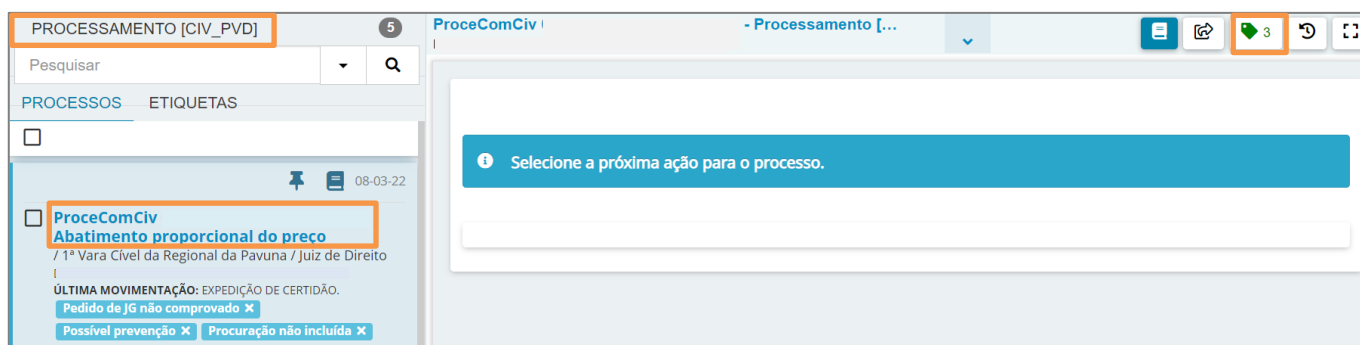 PROCESSAMENTO [CIV_PVD]
5
Pesquisar
PROCESSOS ETIQUETAS
08-03-22
ProceComCiv
Abatimento proporcional do preço
/ 1ª Vara Cível da Regional da Pavuna / Juiz de Direito
[
ÚLTIMA MOVIMENTAÇÃO: EXPEDIÇÃO DE CERTIDÃO.
Pedido de JG não comprovado ✕
Possível prevenção ✕ Procuração não incluída ✕
ProceComCiv - Processamento [...
3
Selecione a próxima ação para o processo.